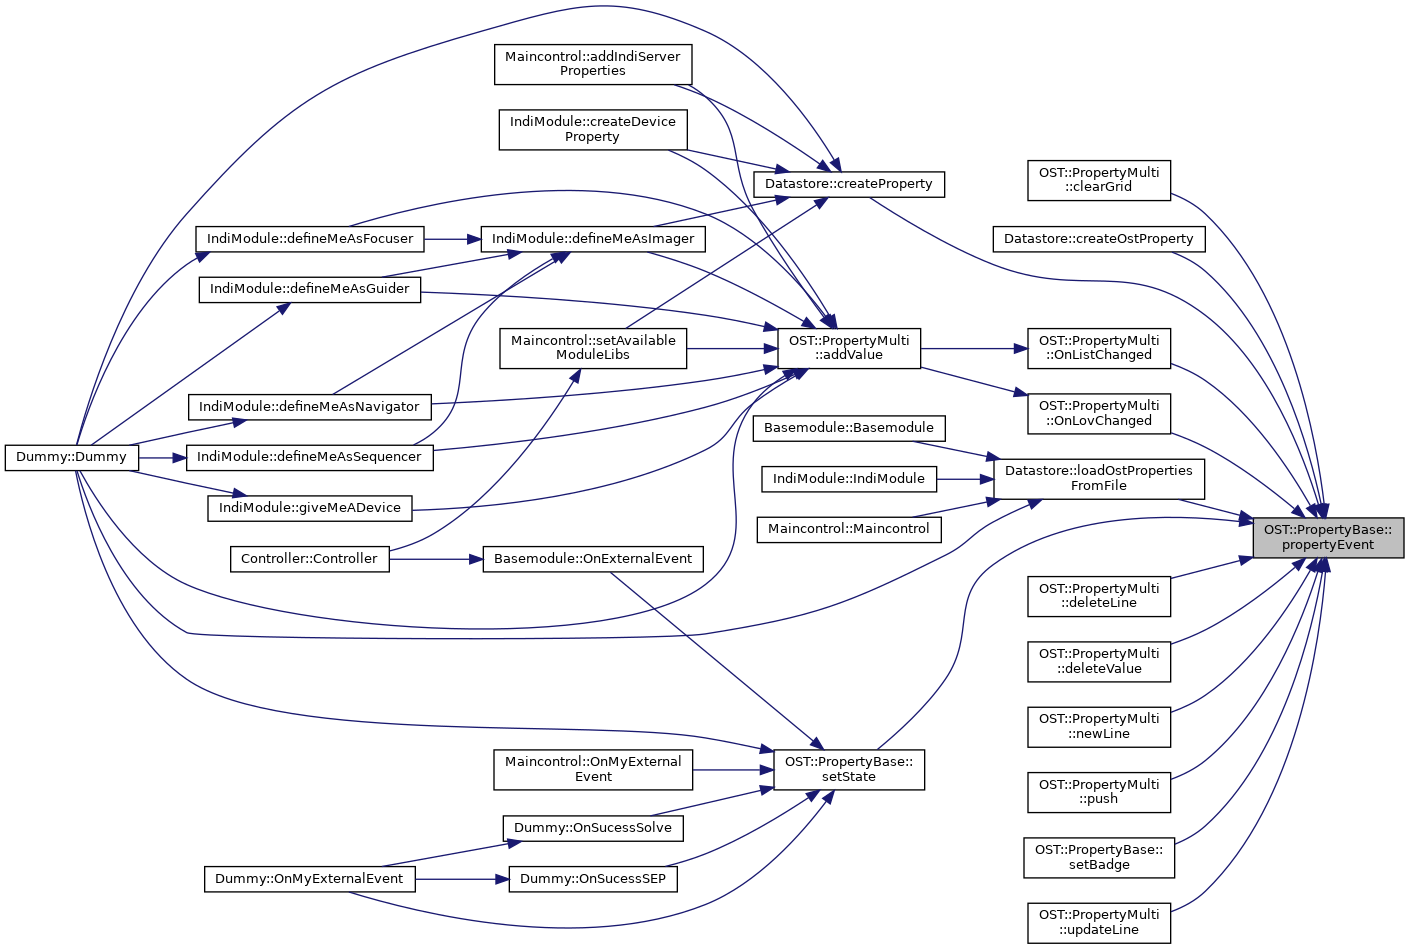 Maincontrol::addIndiServer
Properties
IndiModule::createDevice
Property
OST::PropertyMulti
::clearGrid
Datastore::createProperty
Datastore::createOstProperty
IndiModule::defineMeAsFocuser
IndiModule::defineMeAsImager
IndiModule::defineMeAsGuider
Maincontrol::setAvailable
ModuleLibs
OST::PropertyMulti
::addValue
OST::PropertyMulti
::OnListChanged
IndiModule::defineMeAsNavigator
OST::PropertyMulti
::OnLovChanged
Basemodule::Basemodule
Dummy::Dummy
IndiModule::defineMeAsSequencer
Datastore::loadOstProperties
FromFile
IndiModule::IndiModule
IndiModule::giveMeADevice
Maincontrol::Maincontrol
OST::PropertyBase::
propertyEvent
Controller::Controller
Basemodule::OnExternalEvent
OST::PropertyMulti
::deleteLine
OST::PropertyMulti
::deleteValue
OST::PropertyMulti
::newLine
Maincontrol::OnMyExternal
Event
OST::PropertyBase::
setState
OST::PropertyMulti
::push
Dummy::OnSucessSolve
OST::PropertyBase::
setBadge
Dummy::OnMyExternalEvent
Dummy::OnSucessSEP
OST::PropertyMulti
::updateLine